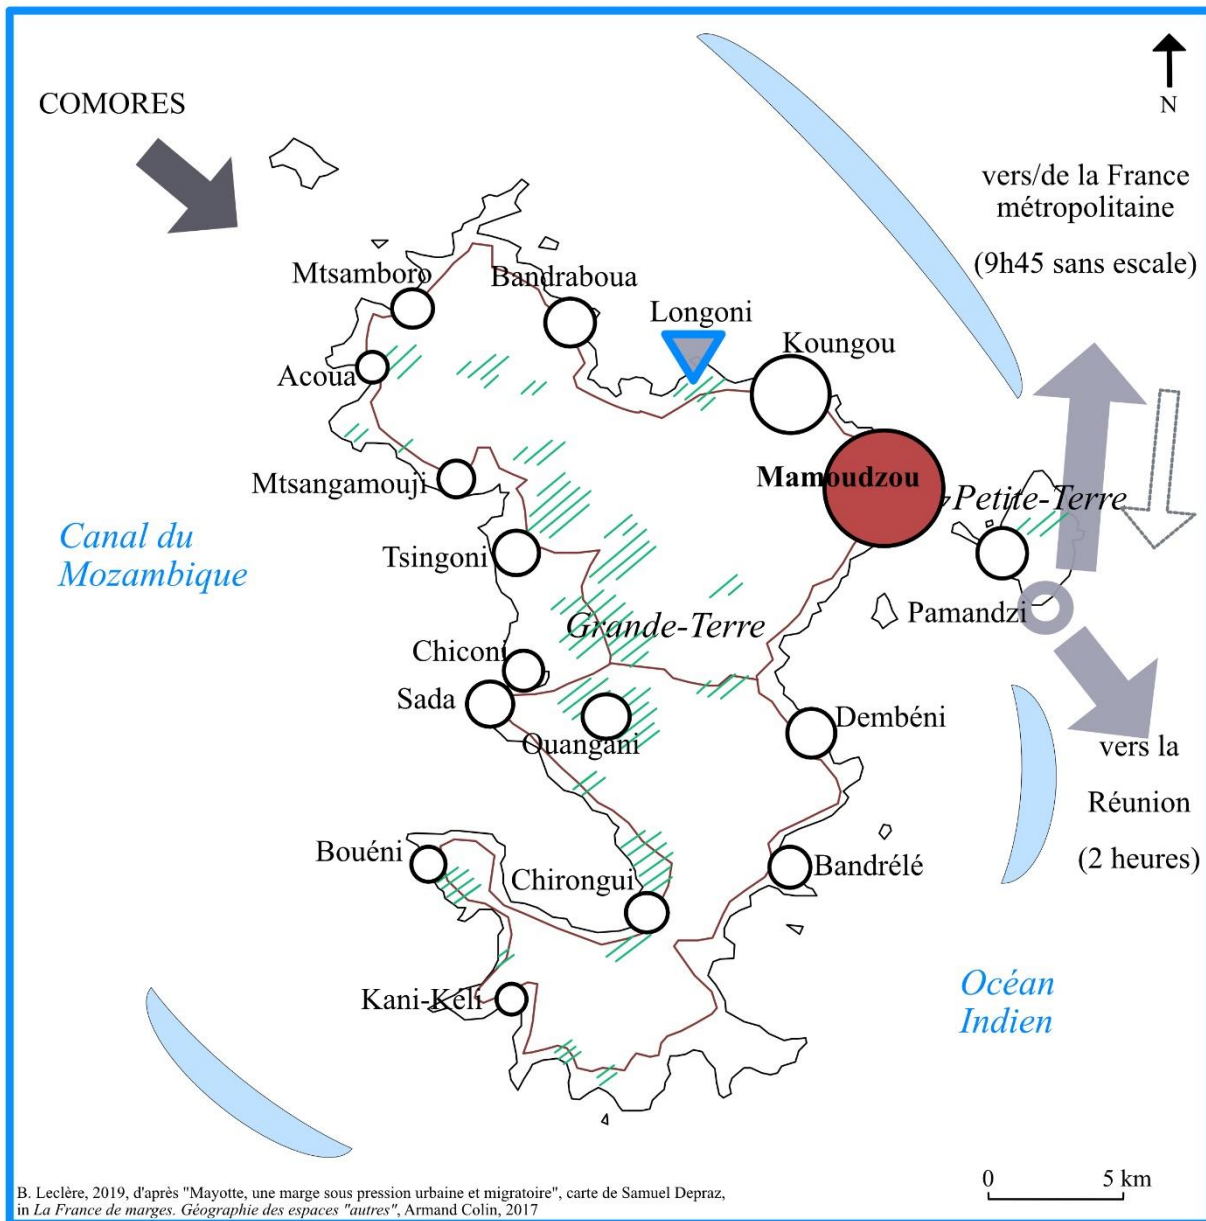 COMORES
N
vers/de la France
métropolitaine
(9h45 sans escale)
Mtsamboro
Bandraboua
Longoni
Koungou
Acoua
Mamoudzou
Mtsangamouji
Petite-Terre
Canal du
Mozambique
Tsingoni
Pamandzi
Grande-Terre
Chiconi
Sada
Dembéni
Ouangani
vers la
Réunion
(2 heures)
Bouéni
Chirongui
Bandrélé
Kani-Kéli
Océan
Indien
0 5 km
B. Leclère, 2019, d'après "Mayotte, une marge sous pression urbaine et migratoire", carte de Samuel Depraz,
in La France de marges. Géographie des espaces "autres", Armand Colin, 2017